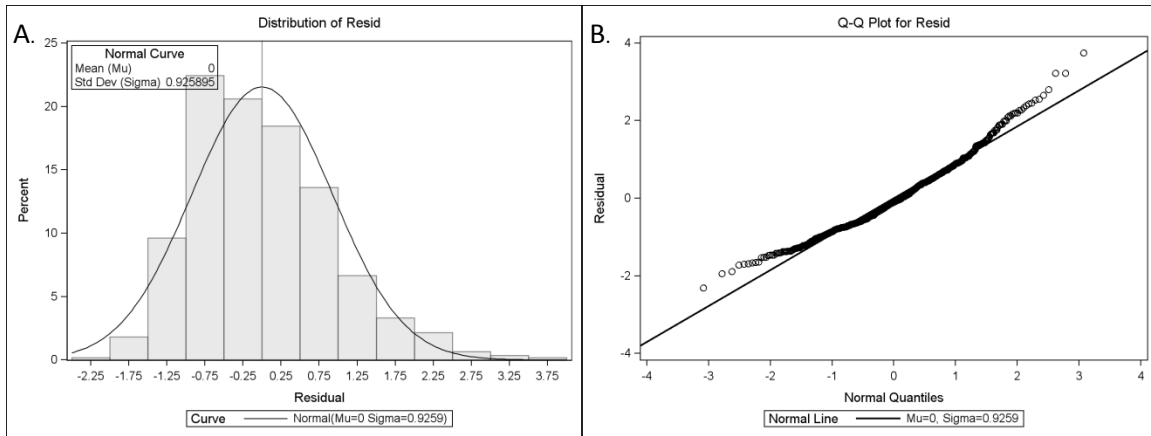 A.
Distribution of Resid
25
20
15
10
5
0
Percent
Normal Curve
Mean (Mu) 0
Std Dev (Sigma) 0.925895
-2.25 -1.75 -1.25 -0.75 -0.25 0.25 0.75 1.25 1.75 2.25 2.75 3.25 3.75
Residual
Curve Normal(Mu=0 Sigma=0.9259)
B.
Q-Q Plot for Resid
4
2
0
-2
-4
Residual
-4 -3 -2 -1 0 1 2 3 4
Normal Quantiles
Normal Line Mu=0, Sigma=0.9259